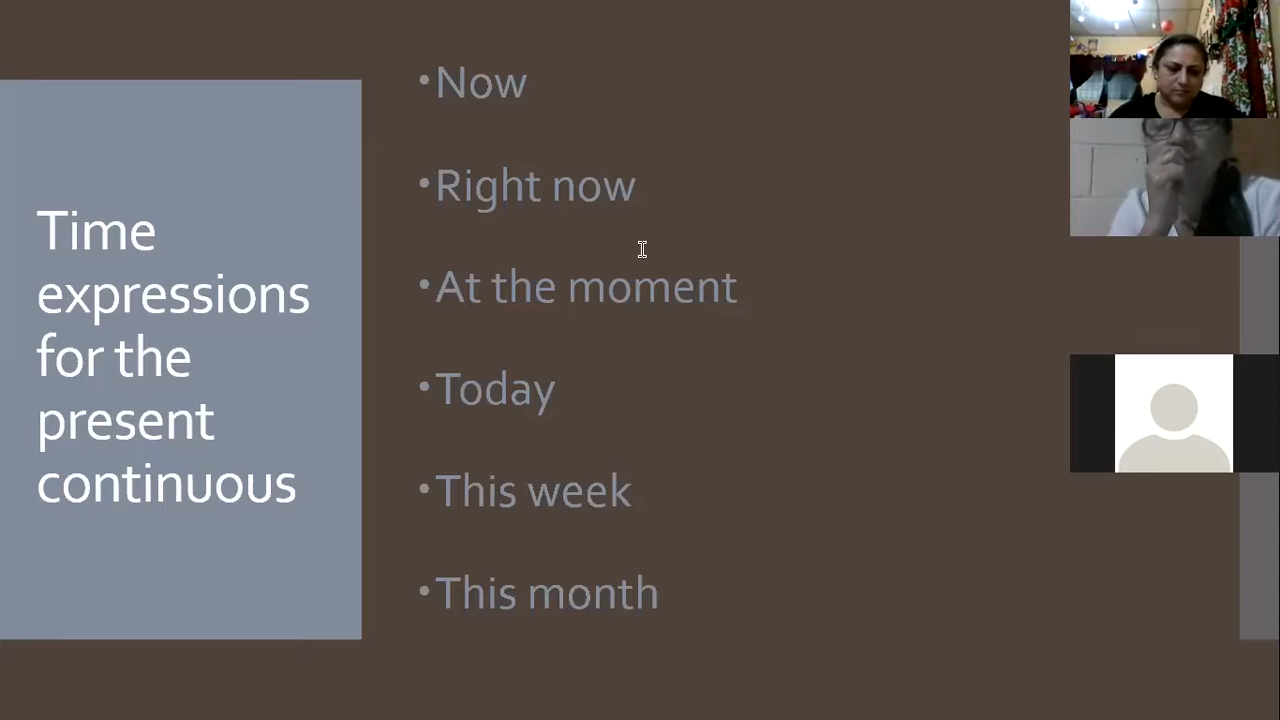 Time
expressions
for the
present
continuous
•Now
•Right now
•At the moment
•Today
•This week
•This month